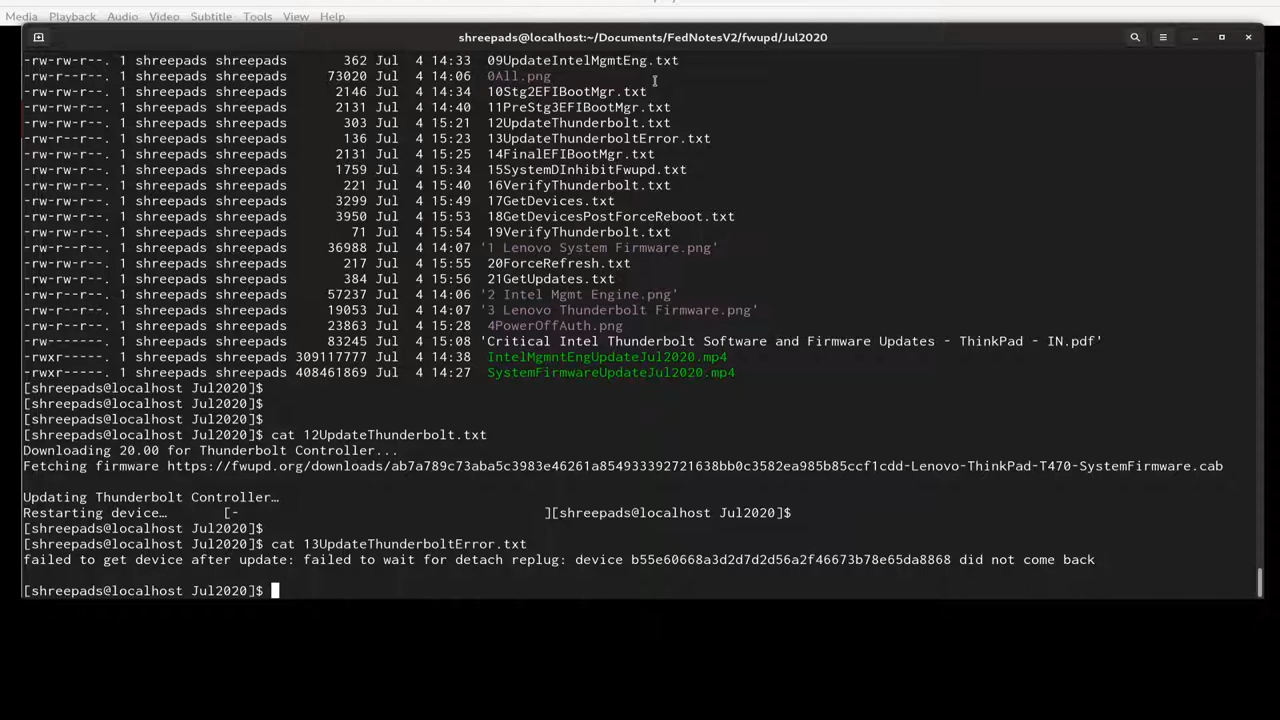 Media Playback Audio Video Subtitle Tools View Help
shreepads@localhost:~/Documents/FedNotesV2/fwupd/Jul2020
-rw-rw-r--. 1 shreepads shreepads 362 Jul 4 14:33 09UpdateIntelMgmtEng.txt
-rw-rw-r--. 1 shreepads shreepads 73020 Jul 4 14:06 0All.png
-rw-rw-r--. 1 shreepads shreepads 2146 Jul 4 14:34 10Stg2EFIBootMgr.txt
-rw-rw-r--. 1 shreepads shreepads 2131 Jul 4 14:40 11PreStg3EFIBootMgr.txt
-rw-rw-r--. 1 shreepads shreepads 303 Jul 4 15:21 12UpdateThunderbolt.txt
-rw-rw-r--. 1 shreepads shreepads 136 Jul 4 15:23 13UpdateThunderboltError.txt
-rw-rw-r--. 1 shreepads shreepads 2131 Jul 4 15:25 14FinalEFIBootMgr.txt
-rw-rw-r--. 1 shreepads shreepads 1759 Jul 4 15:34 15SystemDInhibitFwupd.txt
-rw-rw-r--. 1 shreepads shreepads 221 Jul 4 15:40 16VerifyThunderbolt.txt
-rw-rw-r--. 1 shreepads shreepads 3299 Jul 4 15:49 17GetDevices.txt
-rw-rw-r--. 1 shreepads shreepads 3950 Jul 4 15:53 18GetDevicesPostForceReboot.txt
-rw-rw-r--. 1 shreepads shreepads 71 Jul 4 15:54 19VerifyThunderbolt.txt
-rw-rw-r--. 1 shreepads shreepads 36988 Jul 4 14:07 '1 Lenovo System Firmware.png'
-rw-rw-r--. 1 shreepads shreepads 217 Jul 4 15:55 20ForceRefresh.txt
-rw-rw-r--. 1 shreepads shreepads 384 Jul 4 15:56 21GetUpdates.txt
-rw-rw-r--. 1 shreepads shreepads 57237 Jul 4 14:06 '2 Intel Mgmt Engine.png'
-rw-rw-r--. 1 shreepads shreepads 19053 Jul 4 14:07 '3 Lenovo Thunderbolt Firmware.png'
-rw-rw-r--. 1 shreepads shreepads 23863 Jul 4 15:28 4PowerOffAuth.png
-rw-------. 1 shreepads shreepads 83245 Jul 4 15:08 'Critical Intel Thunderbolt Software and Firmware Updates - ThinkPad - IN.pdf'
-rwxr-----. 1 shreepads shreepads 309117777 Jul 4 14:38 IntelMgmntEngUpdateJul2020.mp4
-rwxr-----. 1 shreepads shreepads 408461869 Jul 4 14:27 SystemFirmwareUpdateJul2020.mp4
[shreepads@localhost Jul2020]$
[shreepads@localhost Jul2020]$
[shreepads@localhost Jul2020]$
[shreepads@localhost Jul2020]$ cat 12UpdateThunderbolt.txt
Downloading 20.00 for Thunderbolt Controller...
Fetching firmware https://fwupd.org/downloads/ab7a789c73aba5c3983e46261a854933392721638bb0c3582ea985b85ccf1cdd-Lenovo-ThinkPad-T470-SystemFirmware.cab
Updating Thunderbolt Controller…
Restarting device… [- ][shreepads@localhost Jul2020]$
[shreepads@localhost Jul2020]$
[shreepads@localhost Jul2020]$ cat 13UpdateThunderboltError.txt
failed to get device after update: failed to wait for detach replug: device b55e60668a3d2d7d2d56a2f46673b78e65da8868 did not come back
[shreepads@localhost Jul2020]$